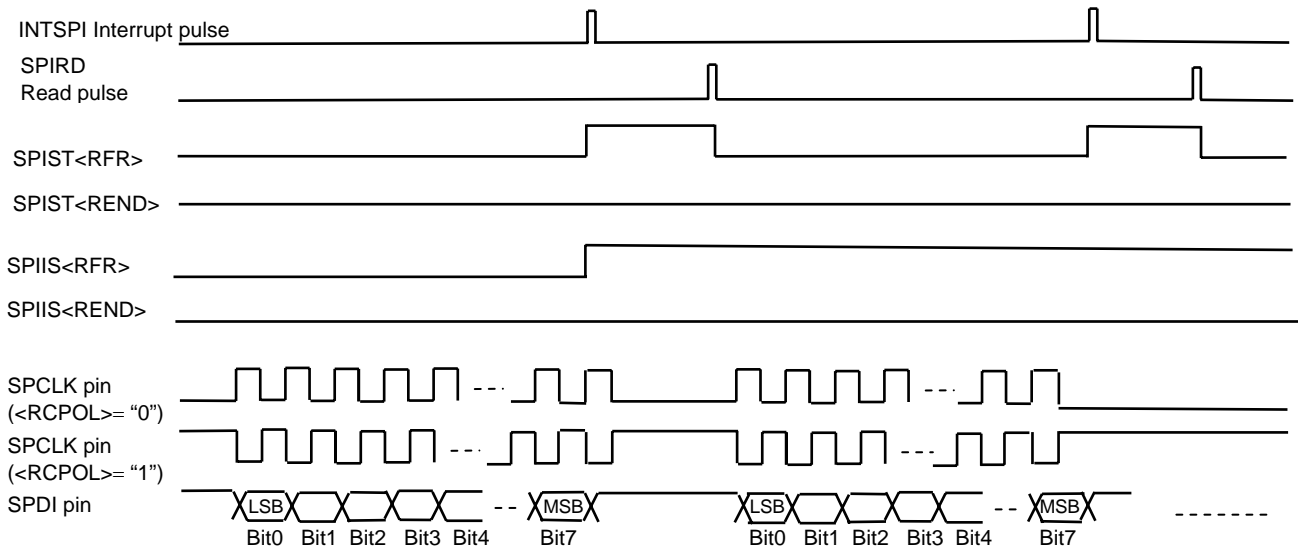 INTSPI Interrupt pulse
SPIRD
Read pulse
SPIST<RFR>
SPIST<REND>
SPIIS<RFR>
SPIIS<REND>
SPCLK pin
(<RCPOL>= “0”)
SPCLK pin
(<RCPOL>= “1”)
SPDI pin
LSB MSB LSB MSB
Bit0 Bit1 Bit2 Bit3 Bit4 Bit7 Bit0 Bit1 Bit2 Bit3 Bit4 Bit7